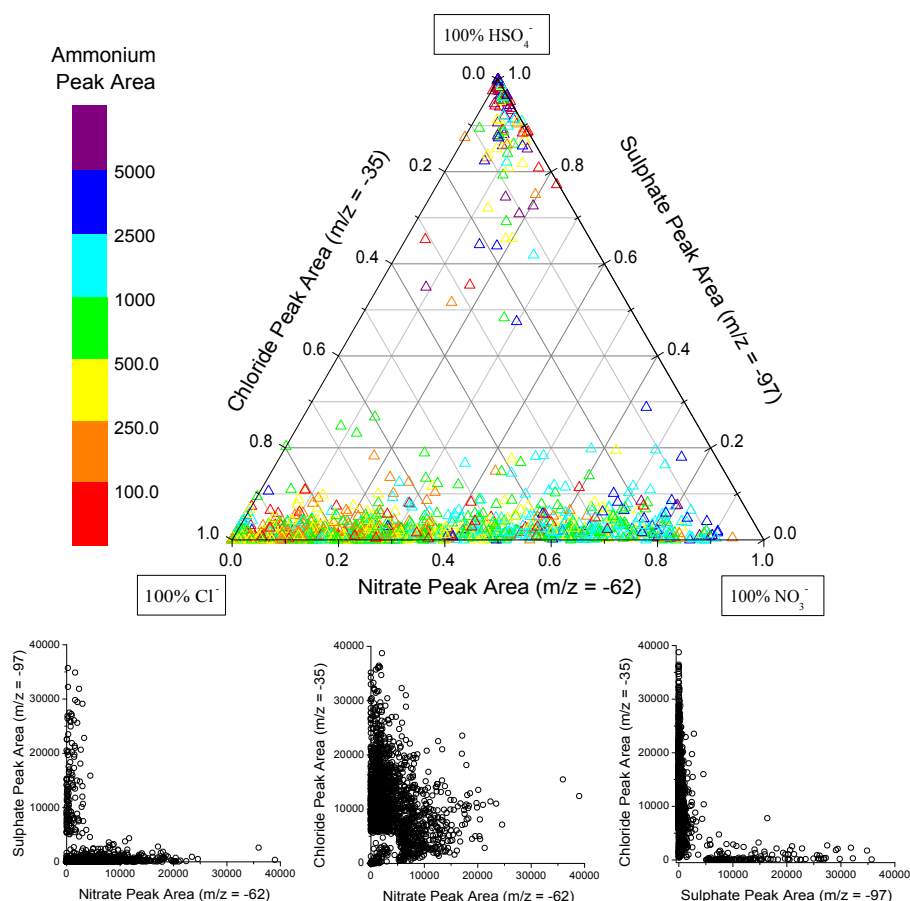 100% HSO4-
Ammonium
Peak Area
5000
2500
1000
500.0
250.0
100.0
0.0 1.0
0.2 0.8
0.4 0.6
0.6 0.4
0.8 0.2
1.0 0.0
0.0 0.2 0.4 0.6 0.8 1.0
Chloride Peak Area (m/z = -35)
Sulphate Peak Area (m/z = -97)
Nitrate Peak Area (m/z = -62)
100% Cl-
100% NO3-
Sulphate Peak Area (m/z = -97)
40000
30000
20000
10000
0
0 10000 20000 30000 40000
Nitrate Peak Area (m/z = -62)
Chloride Peak Area (m/z = -35)
40000
30000
20000
10000
0
0 10000 20000 30000 40000
Nitrate Peak Area (m/z = -62)
Chloride Peak Area (m/z = -35)
40000
30000
20000
10000
0
0 10000 20000 30000 40000
Sulphate Peak Area (m/z = -97)